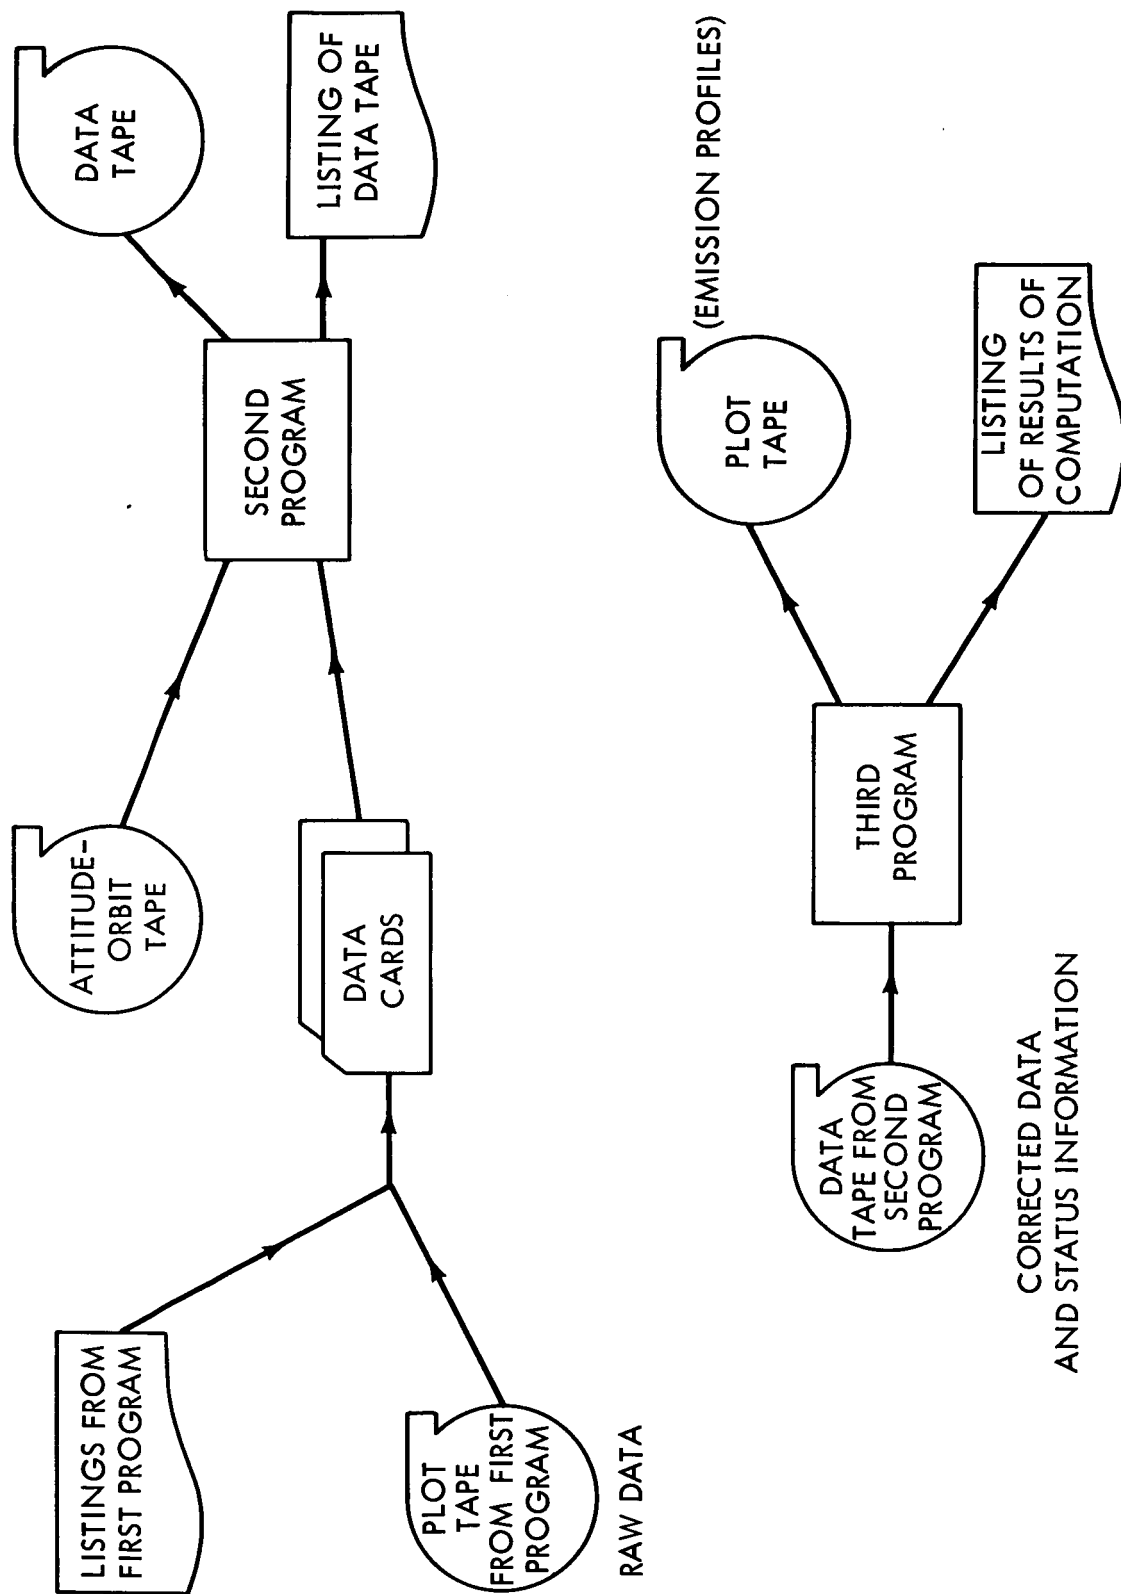 LISTINGS FROM
FIRST PROGRAM
PLOT
TAPE
FROM FIRST
PROGRAM
RAW DATA
ATTITUDE-
ORBIT
TAPE
DATA
CARDS
SECOND
PROGRAM
DATA
TAPE
LISTING OF
DATA TAPE
DATA
TAPE FROM
SECOND
PROGRAM
CORRECTED DATA
AND STATUS INFORMATION
THIRD
PROGRAM
PLOT
TAPE
(EMISSION PROFILES)
LISTING
OF RESULTS OF
COMPUTATION